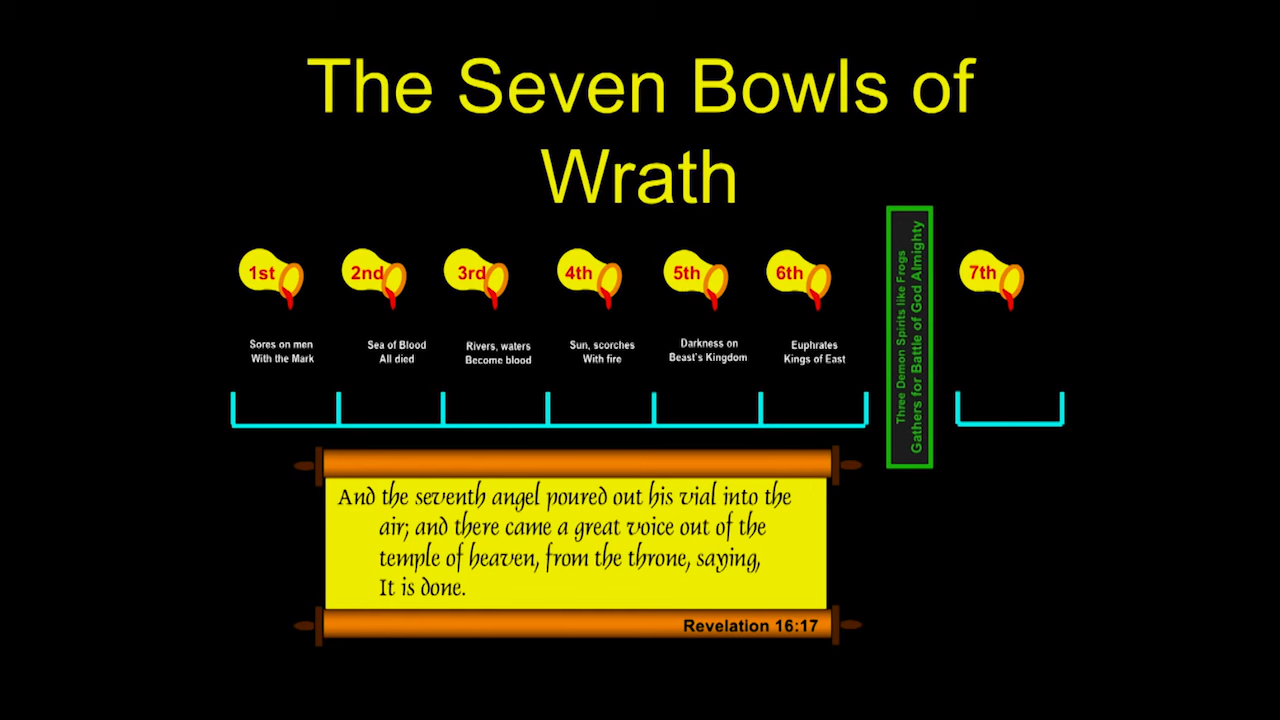 The Seven Bowls of
Wrath
1st
2nd
3rd
4th
5th
6th
7th
Sores on men
With the Mark
Sea of Blood
All died
Rivers, waters
Become blood
Sun, scorches
With fire
Darkness on
Beast's Kingdom
Euphrates
Kings of East
Three Demon Spirits like Frogs
Gathers for Battle of God Almighty
And the seventh angel poured out his vial into the
air; and there came a great voice out of the
temple of heaven, from the throne, saying,
It is done.
Revelation 16:17